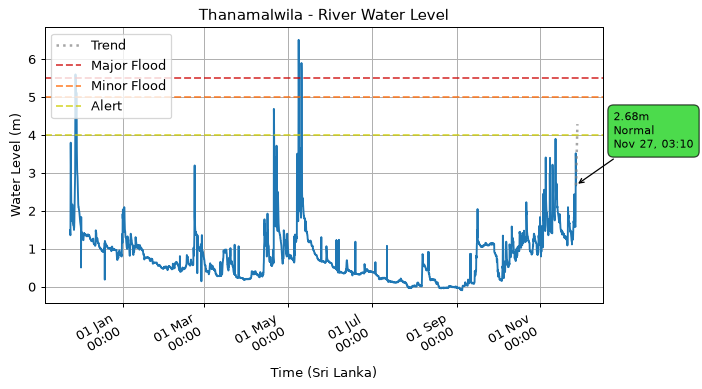 Thanamalwila - River Water Level
Trend
Major Flood
Minor Flood
Alert
2.68m
Normal
Nov 27, 03:10
Water Level (m)
6
5
4
3
2
1
0
01 Jan
00:00
01 Mar
00:00
01 May
00:00
01 Jul
00:00
01 Sep
00:00
01 Nov
00:00
Time (Sri Lanka)